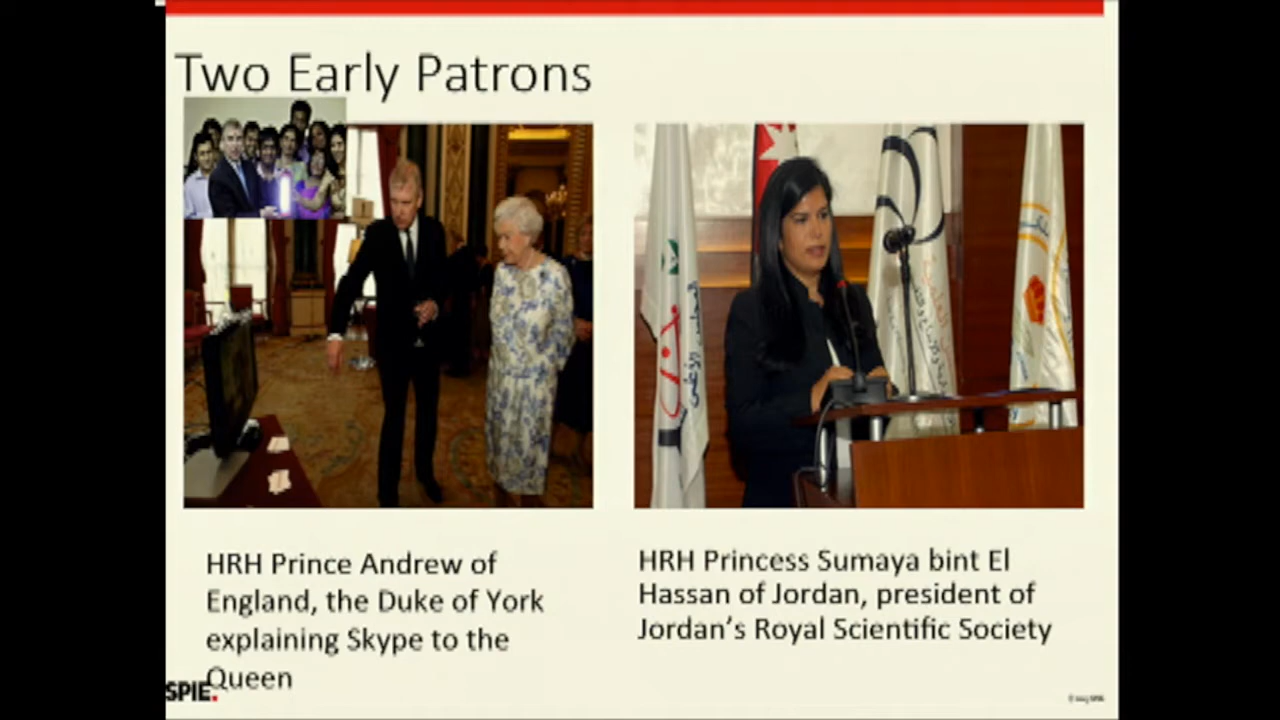 Two Early Patrons
HRH Prince Andrew of
England, the Duke of York
explaining Skype to the
Queen
HRH Princess Sumaya bint El
Hassan of Jordan, president of
Jordan's Royal Scientific Society
SPIE.